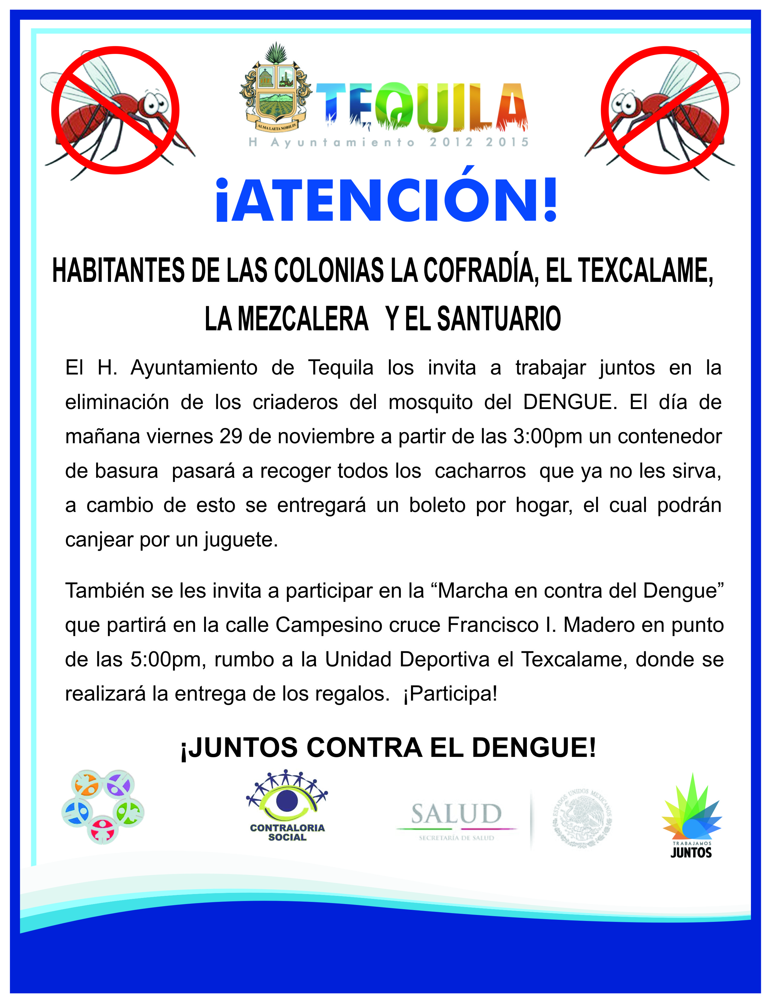 ALMA LAETA NOBILIS
TEQUILA
H Ayuntamiento 2012 2015
¡ATENCIÓN!
HABITANTES DE LAS COLONIAS LA COFRADÍA, EL TEXCALAME,
LA MEZCALERA Y EL SANTUARIO
El H. Ayuntamiento de Tequila los invita a trabajar juntos en la
eliminación de los criaderos del mosquito del DENGUE. El día de
mañana viernes 29 de noviembre a partir de las 3:00pm un contenedor
de basura pasará a recoger todos los cacharros que ya no les sirva,
a cambio de esto se entregará un boleto por hogar, el cual podrán
canjear por un juguete.
También se les invita a participar en la “Marcha en contra del Dengue”
que partirá en la calle Campesino cruce Francisco I. Madero en punto
de las 5:00pm, rumbo a la Unidad Deportiva el Texcalame, donde se
realizará la entrega de los regalos. ¡Participa!
¡JUNTOS CONTRA EL DENGUE!
CONTRALORIA
SOCIAL
SALUD
SECRETARÍA DE SALUD
ESTADOS UNIDOS MEXICANOS
TRABAJAMOS
JUNTOS